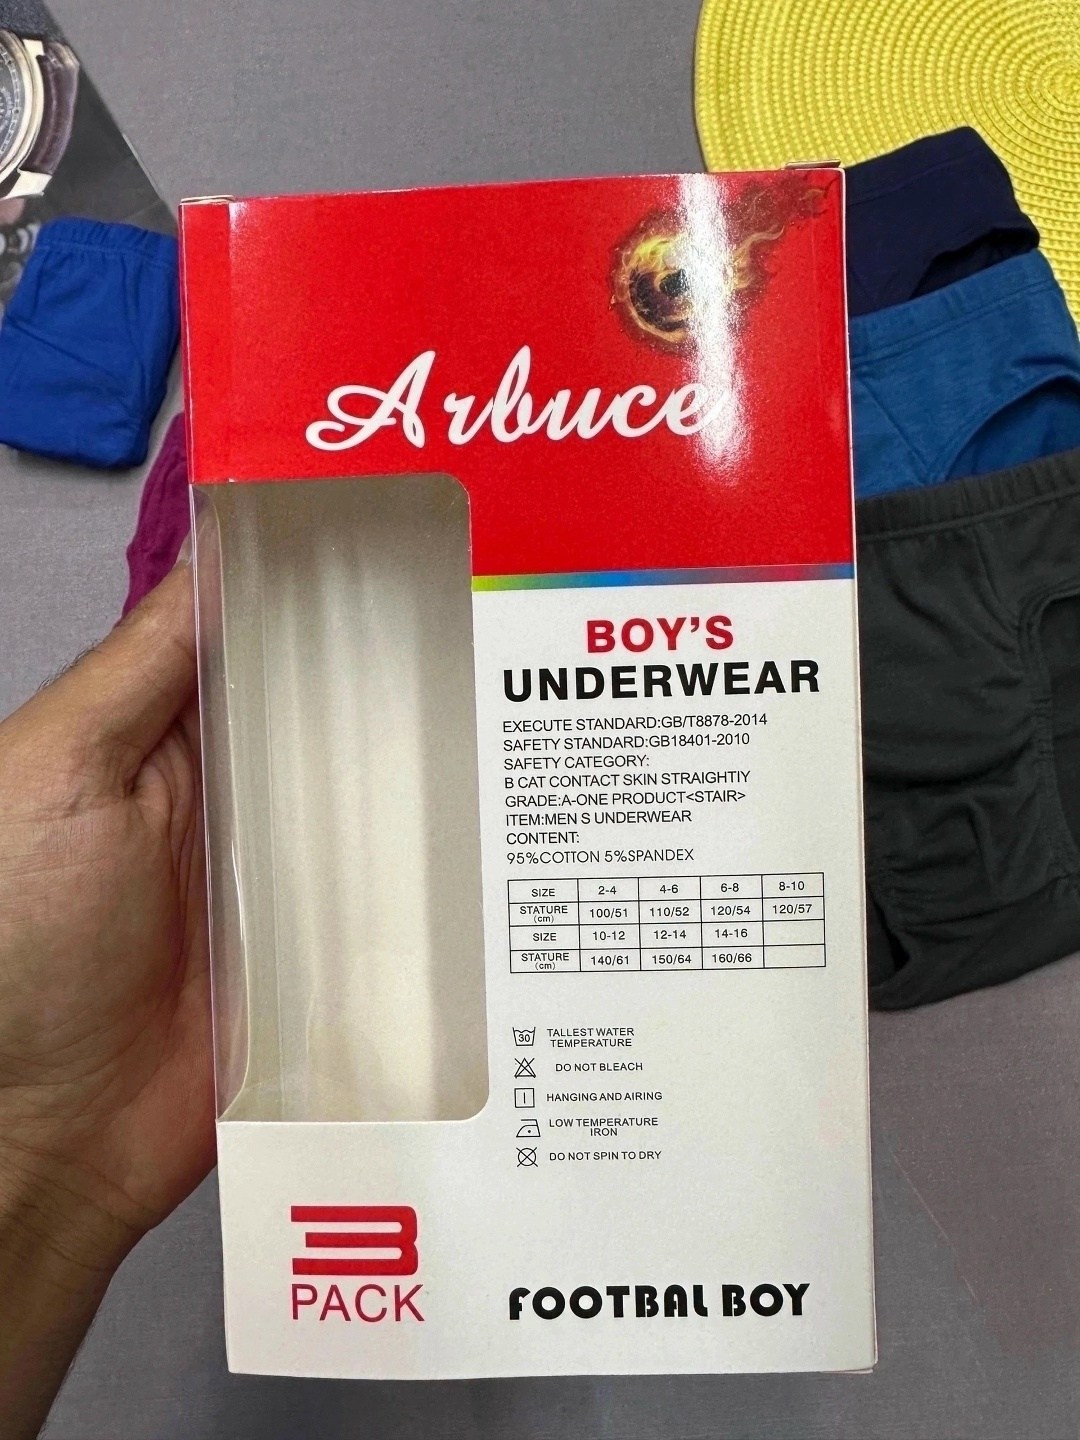 Arbuce
BOY'S
UNDERWEAR
EXECUTE STANDARD:GB/T8878-2014
SAFETY STANDARD:GB18401-2010
SAFETY CATEGORY:
B CAT CONTACT SKIN STRAIGHTIY
GRADE:A-ONE PRODUCT<STAIR>
ITEM:MEN S UNDERWEAR
CONTENT:
95%COTTON 5%SPANDEX
SIZE 2-4 4-6 6-8 8-10
STATURE (cm) 100/51 110/52 120/54 120/57
SIZE 10-12 12-14 14-16
STATURE (cm) 140/61 150/64 160/66
30 TALLEST WATER
TEMPERATURE
DO NOT BLEACH
HANGING AND AIRING
LOW TEMPERATURE
IRON
DO NOT SPIN TO DRY
3
PACK
FOOTBAL BOY